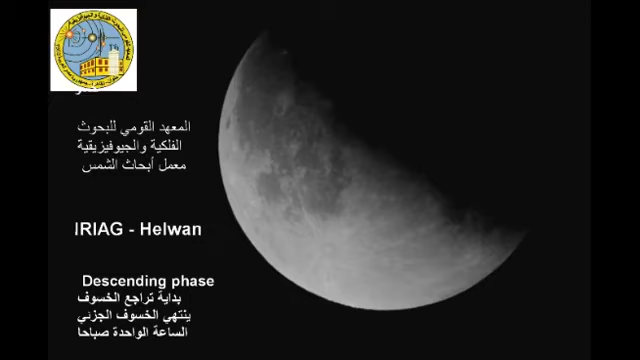 المعهد القومي للبحوث
الفلكية والجيوفيزيقية
معمل أبحاث الشمس
IRIAG - Helwan
Descending phase
بداية تراجع الخسوف
ينتهي الخسوف الجزئي
الساعة الواحدة صباحا